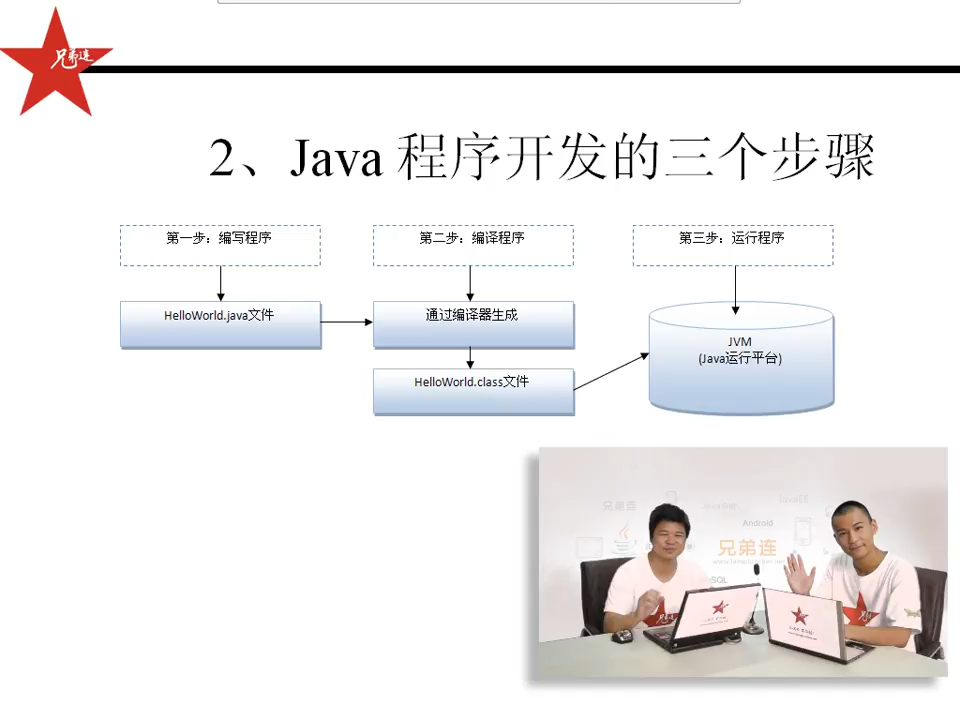 兄弟连
2、Java 程序开发的三个步骤
第一步：编写程序
第二步：编译程序
第三步：运行程序
HelloWorld.java文件
通过编译器生成
JVM
(Java运行平台)
HelloWorld.class文件
兄弟连
JavaEE
Android
兄弟连